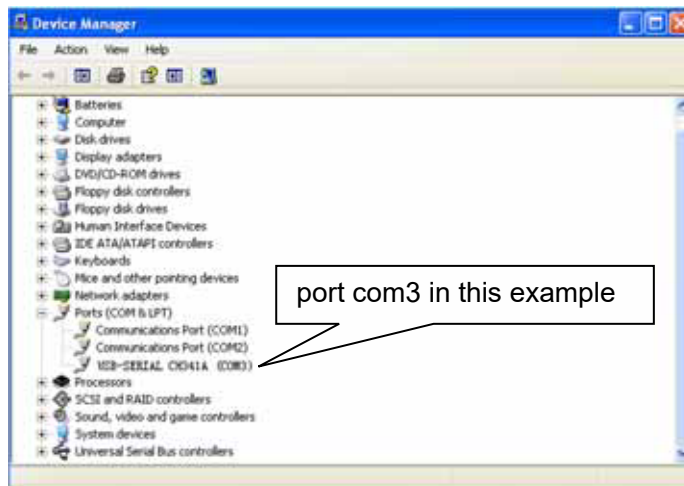 Device Manager
File Action View Help
Batteries
Computer
Disk drives
Display adapters
DVD/CD-ROM drives
Floppy disk controllers
Floppy disk drives
Human Interface Devices
IDE ATA/ATAPI controllers
Keyboards
Mice and other pointing devices
Network adapters
Ports (COM & LPT)
Communications Port (COM1)
Communications Port (COM2)
USB-SERIAL CH341A (COM3)
Processors
SCSI and RAID controllers
Sound, video and game controllers
System devices
Universal Serial Bus controllers
port com3 in this example